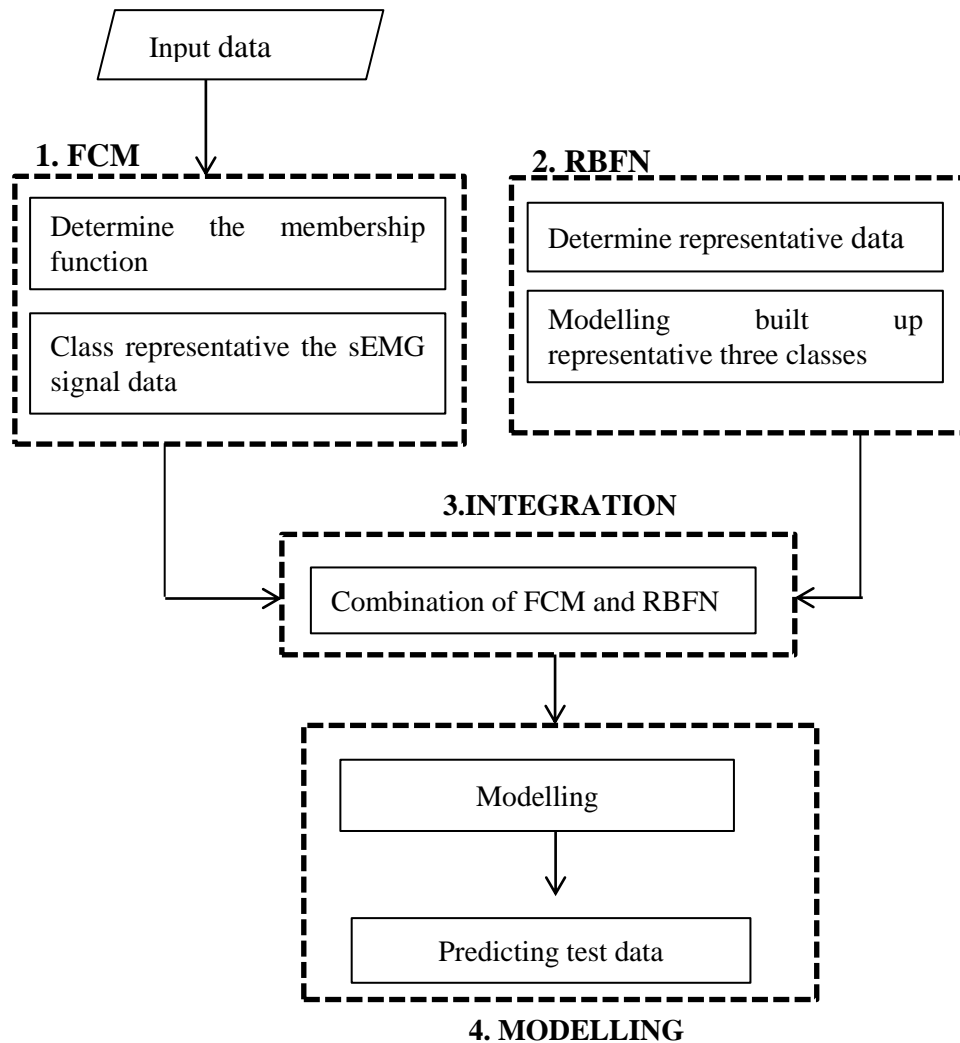 Input data
1. FCM
Determine the membership
function
Class representative the sEMG
signal data
2. RBFN
Determine representative data
Modelling built up
representative three classes
3.INTEGRATION
Combination of FCM and RBFN
Modelling
Predicting test data
4. MODELLING